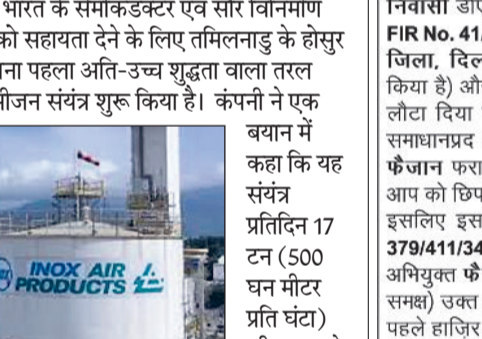 भारत के सेमीकंडक्टर एवं सौर विनिर्माण
को सहायता देने के लिए तमिलनाडु के होसुर
पहला अति-उच्च शुद्धता वाला तरल
संयंत्र शुरू किया है। कंपनी ने एक
बयान में
कहा कि यह
संयंत्र
प्रतिदिन 17
टन (500
घन मीटर
प्रति घंटा)
INOX AIR
PRODUCTS
निवासी
FIR No. 41
जिला,
किया है)
लौटा दिया
समाधानप्रद
फैजान
आप को
इसलिए इस
379/411/34
अभियुक्त
समक्ष) उक्त
पहले हाज़िर